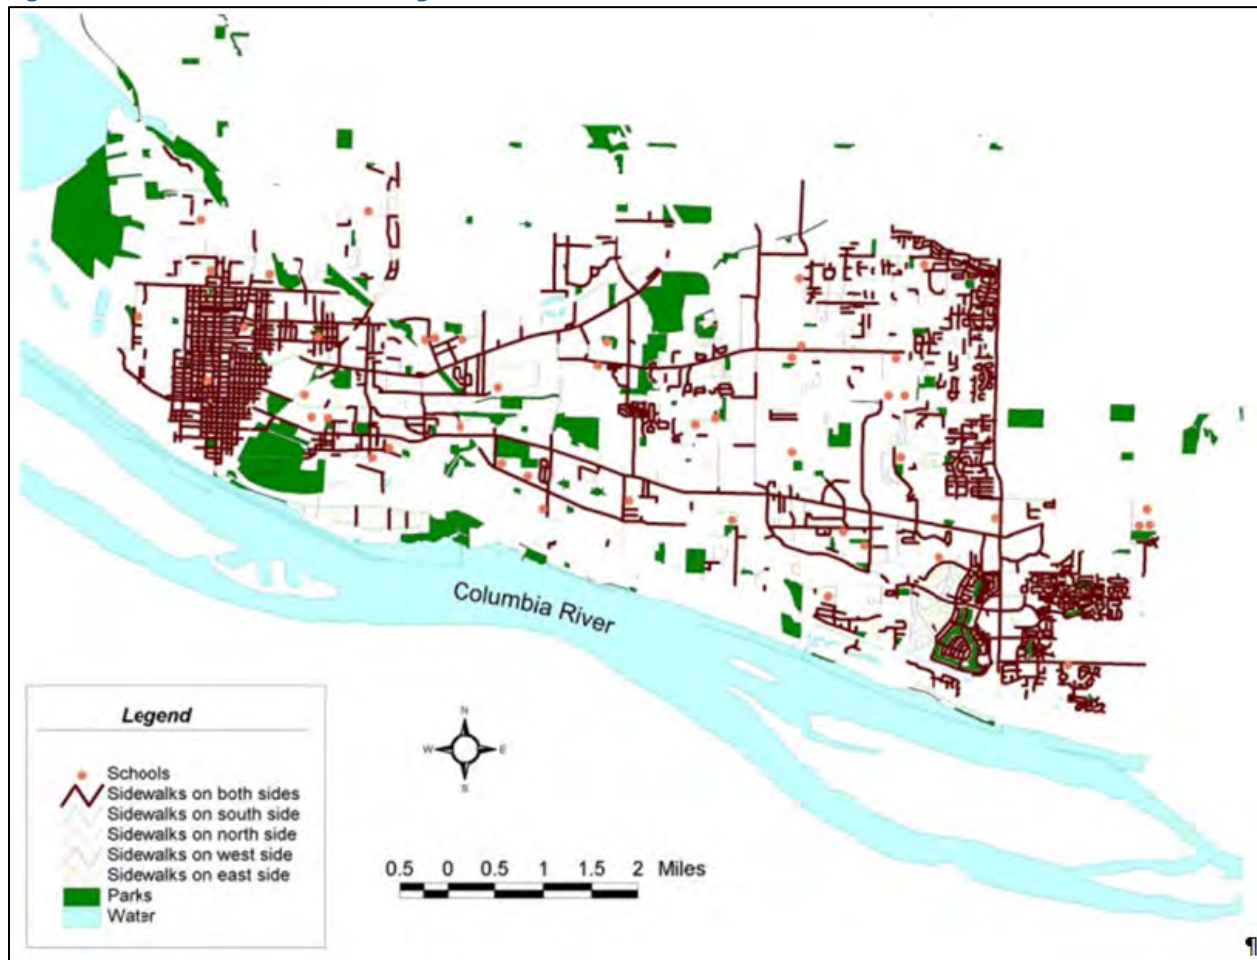 Columbia River
Legend
Schools
Sidewalks on both sides
Sidewalks on south side
Sidewalks on north side
Sidewalks on west side
Sidewalks on east side
Parks
Water
N
W E
S
0.5 0 0.5 1 1.5 2 Miles
¶